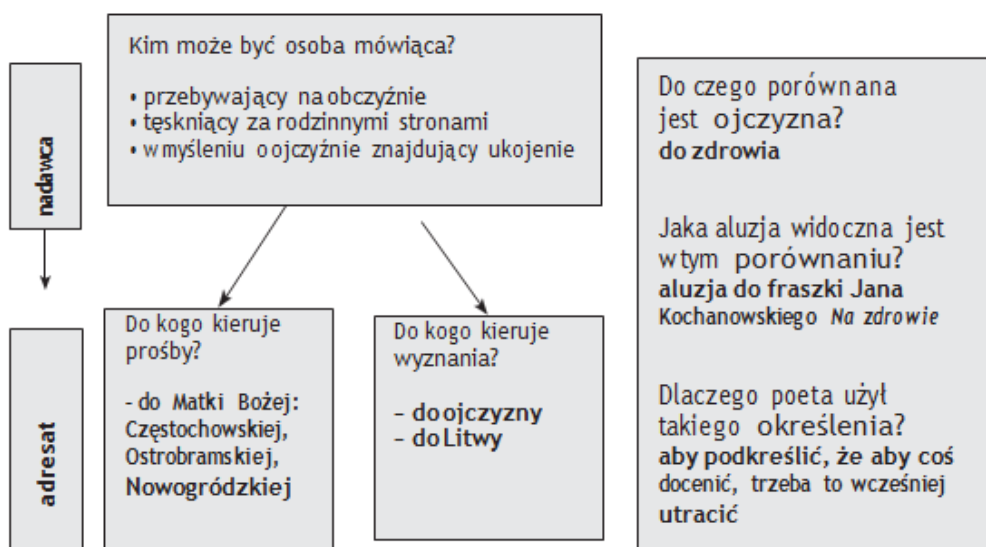 nadawca
Kim może być osoba mówiąca?
• przebywający na obczyźnie
• tęskniący za rodzinnymi stronami
• w myśleniu o ojczyźnie znajdujący ukojenie
adresat
Do kogo kieruje
prośby?
- do Matki Bożej:
Częstochowskiej,
Ostrobramskiej,
Nowogródzkiej
Do kogo kieruje
wyznania?
- do ojczyzny
- do Litwy
Do czego porównana
jest ojczyzna?
do zdrowia
Jaka aluzja widoczna jest
w tym porównaniu?
aluzja do fraszki Jana
Kochanowskiego Na zdrowie
Dlaczego poeta użył
takiego określenia?
aby podkreślić, że aby coś
docenić, trzeba to wcześniej
utracić